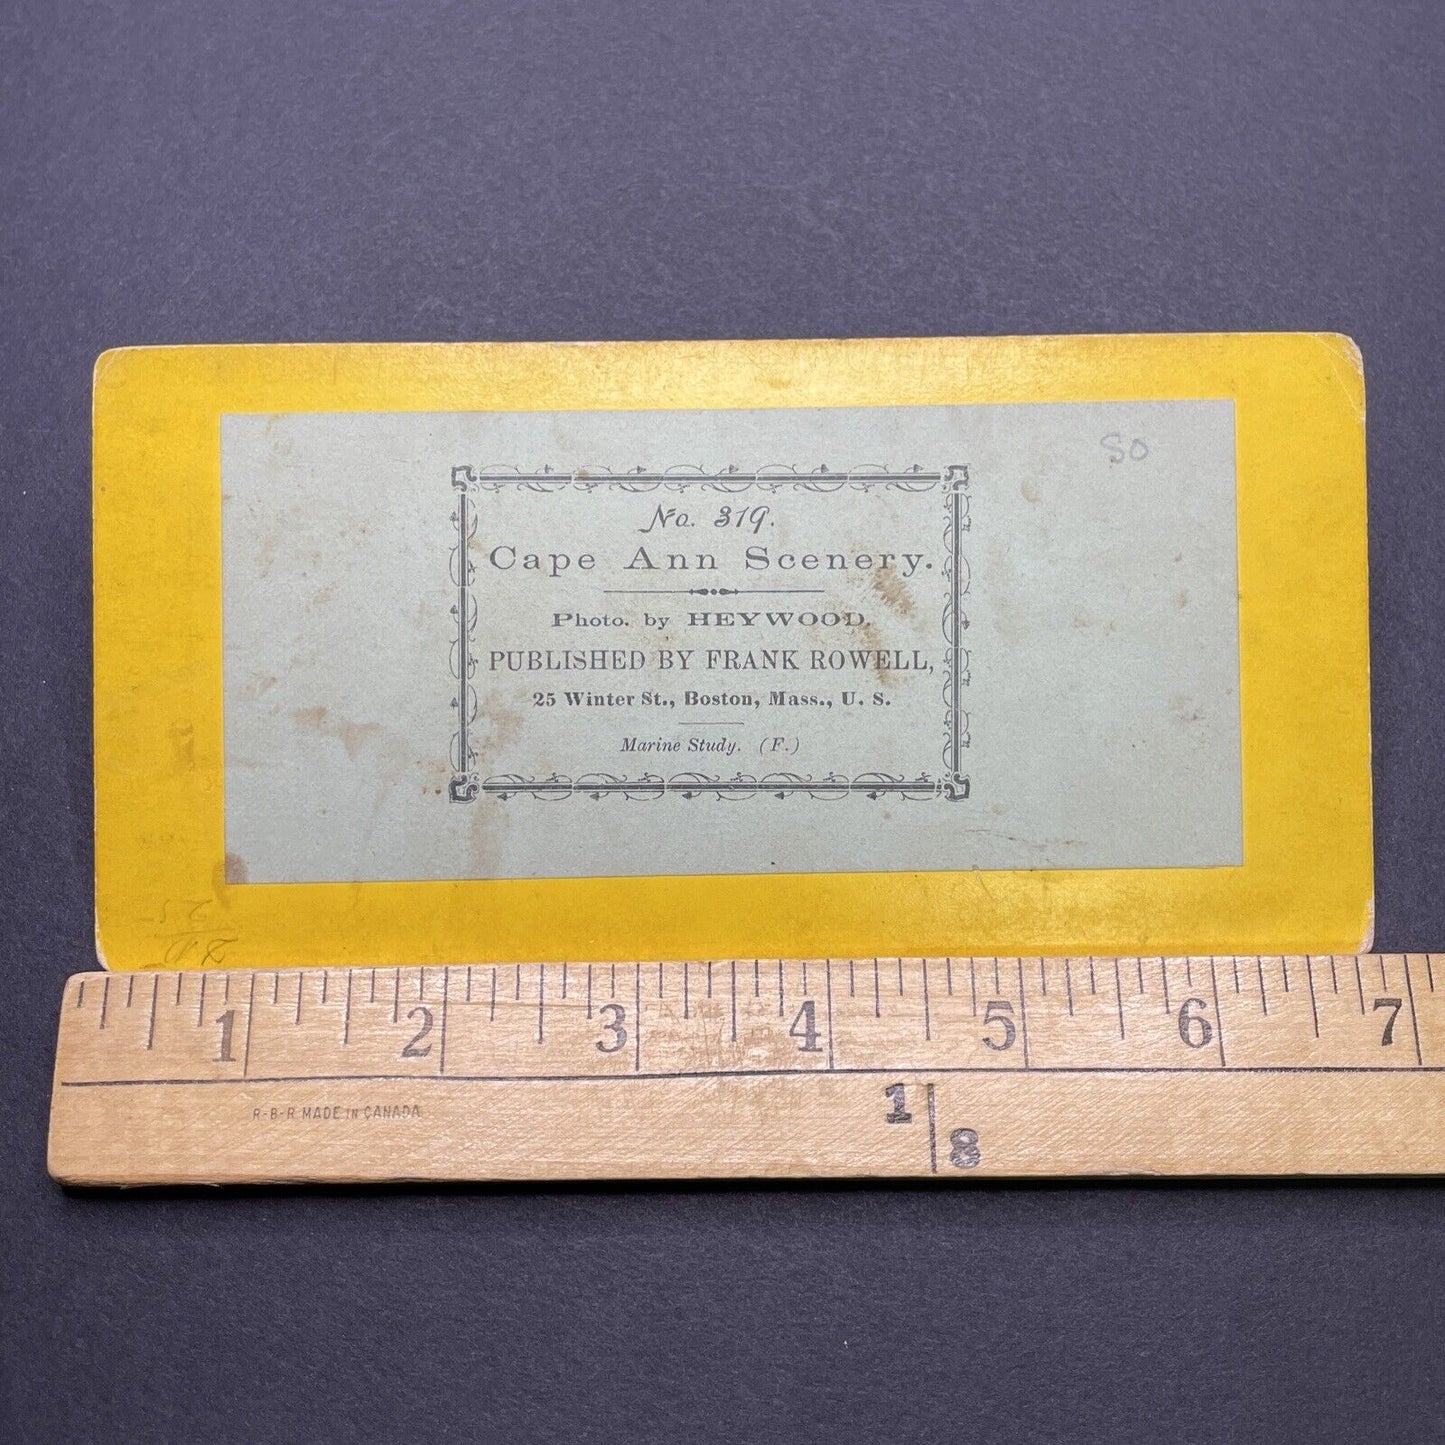 80
No. 319.
Cape Ann Scenery.
Photo. by HEYWOOD.
PUBLISHED BY FRANK ROWELL,
25 Winter St., Boston, Mass., U. S.
Marine Study. (F.)
1 2 3 4 5 6 7
R-B-R MADE IN CANADA
1
8